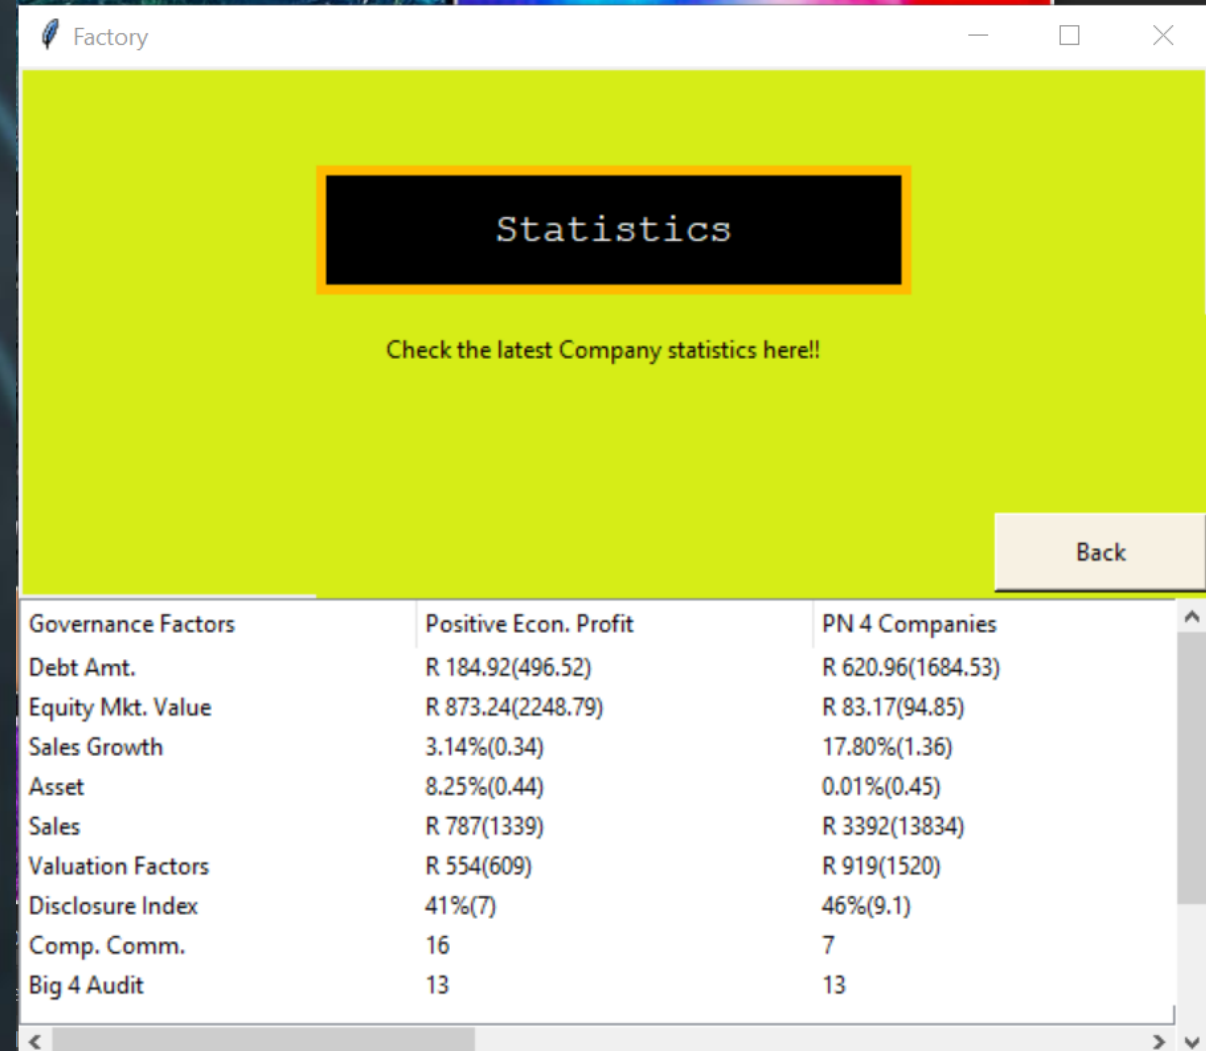 Factory
Statistics
Check the latest Company statistics here!!
Back
Governance Factors Positive Econ. Profit PN 4 Companies
Debt Amt. R 184.92(496.52) R 620.96(1684.53)
Equity Mkt. Value R 873.24(2248.79) R 83.17(94.85)
Sales Growth 3.14%(0.34) 17.80%(1.36)
Asset 8.25%(0.44) 0.01%(0.45)
Sales R 787(1339) R 3392(13834)
Valuation Factors R 554(609) R 919(1520)
Disclosure Index 41%(7) 46%(9.1)
Comp. Comm. 16 7
Big 4 Audit 13 13